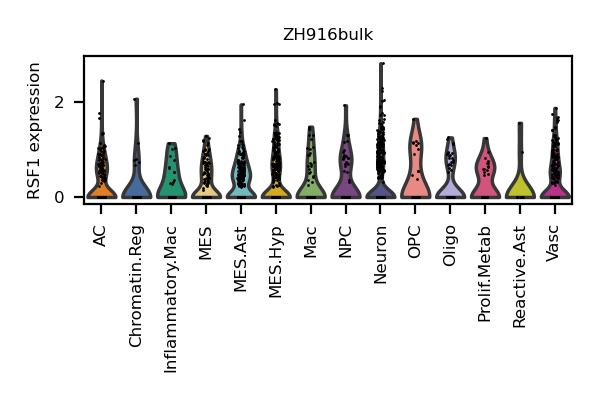 ZH916bulk
RSF1 expression
2
0
AC
Chromatin.Reg
Inflammatory.Mac
MES
MES.Ast
MES.Hyp
Mac
NPC
Neuron
OPC
Oligo
Prolif.Metab
Reactive.Ast
Vasc